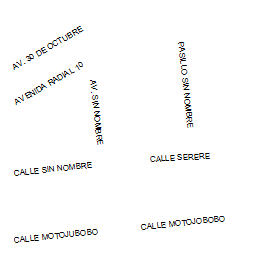 AV. 30 DE OCTUBRE
AVENIDA RADIAL 10
AV. SIN NOMBRE
PASILLO SIN NOMBRE
CALLE SIN NOMBRE
CALLE SERERE
CALLE MOTOJUBOBO
CALLE MOTOJOBOBO